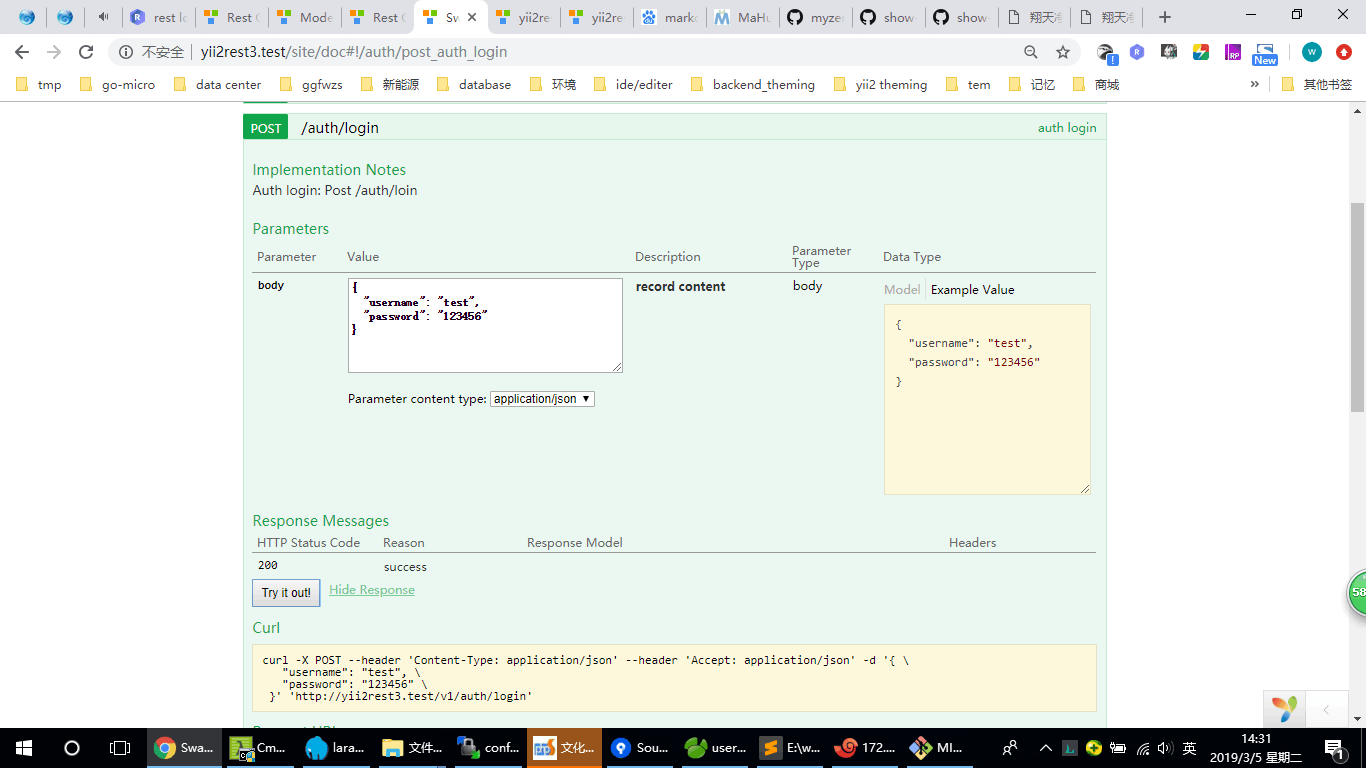 rest lo
Rest C
Mode
Rest C
Sw
yii2re
yii2re
marko
MaHu
myzer
show-
show-
翔天准
翔天准
不安全 | yii2rest3.test/site/doc#!/auth/post_auth_login
New
W
tmp
go-micro
data center
ggfwzs
新能源
database
环境
ide/editer
backend_theming
yii2 theming
tem
记忆
商城
»
其他书签
POST /auth/login auth login
Implementation Notes
Auth login: Post /auth/loin
Parameters
Parameter Value Description Parameter Type Data Type
body
{
"username": "test",
"password": "123456"
}
record content
body
Model Example Value
{
"username": "test",
"password": "123456"
}
Parameter content type: application/json
Response Messages
HTTP Status Code Reason Response Model Headers
200 success
Try it out! Hide Response
Curl
curl -X POST --header 'Content-Type: application/json' --header 'Accept: application/json' -d '{ \
"username": "test", \
"password": "123456" \
}' 'http://yii2rest3.test/v1/auth/login'
58
Swa...
Cm...
lara...
文件...
conf...
文化...
Sou...
user...
E:\w...
172....
MI...
英
14:31
2019/3/5 星期二
1